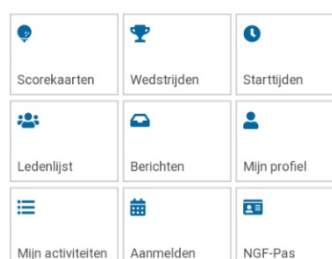 Scorekaarten Wedstrijden Starttijden
Ledenlijst Berichten Mijn profiel
Mijn activiteiten Aanmelden NGF-Pas